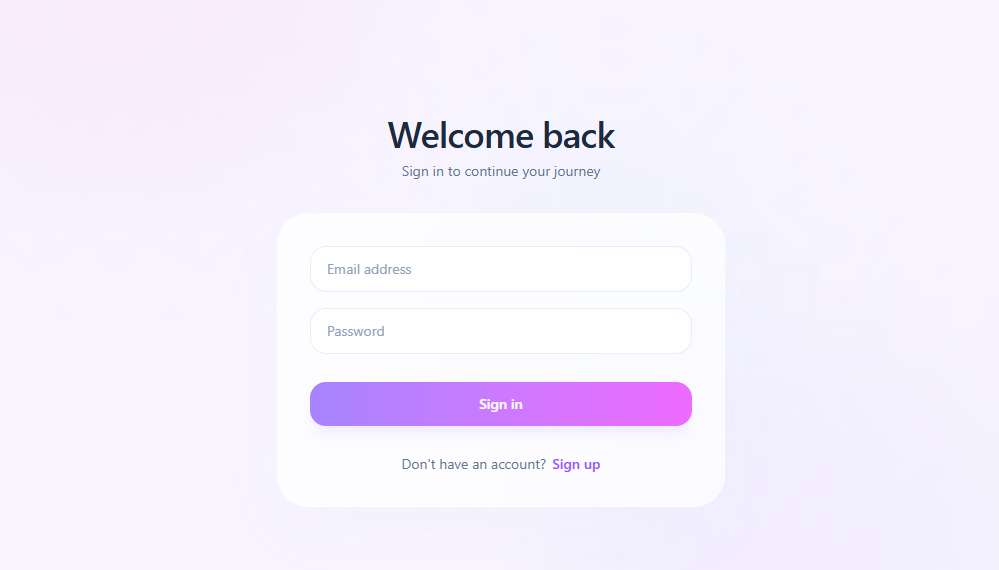 Welcome back
Sign in to continue your journey
Email address
Password
Sign in
Don't have an account? Sign up